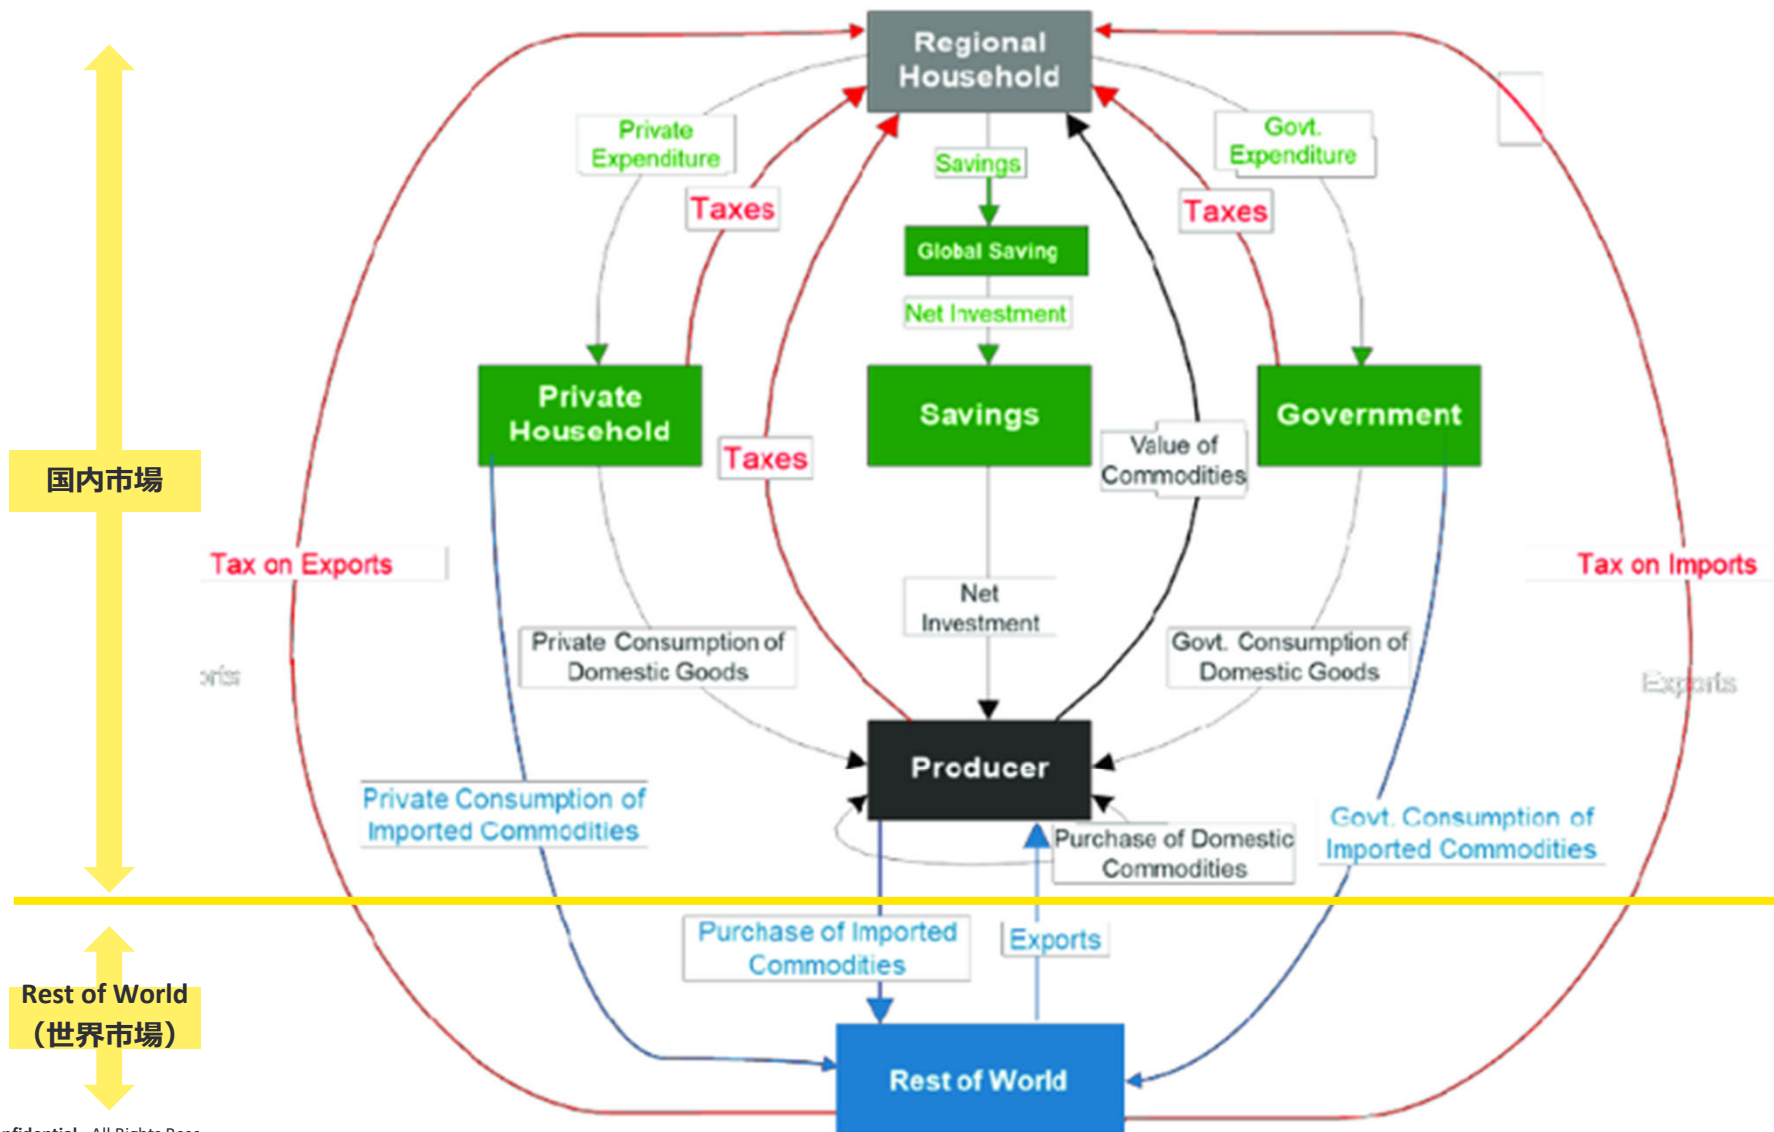 Regional
Household
Private
Expenditure
Savings
Govt.
Expenditure
Taxes
Taxes
Global Saving
Net Investment
Private
Household
Savings
Government
Taxes
Value of
Commodities
国内市場
Tax on Exports
Tax on Imports
Net
Investment
Private Consumption of
Domestic Goods
Govt. Consumption of
Domestic Goods
Exports
Producer
Private Consumption of
Imported Commodities
Govt. Consumption of
Imported Commodities
Purchase of Domestic
Commodities
Purchase of Imported
Commodities
Exports
Rest of World
（世界市場）
Rest of World